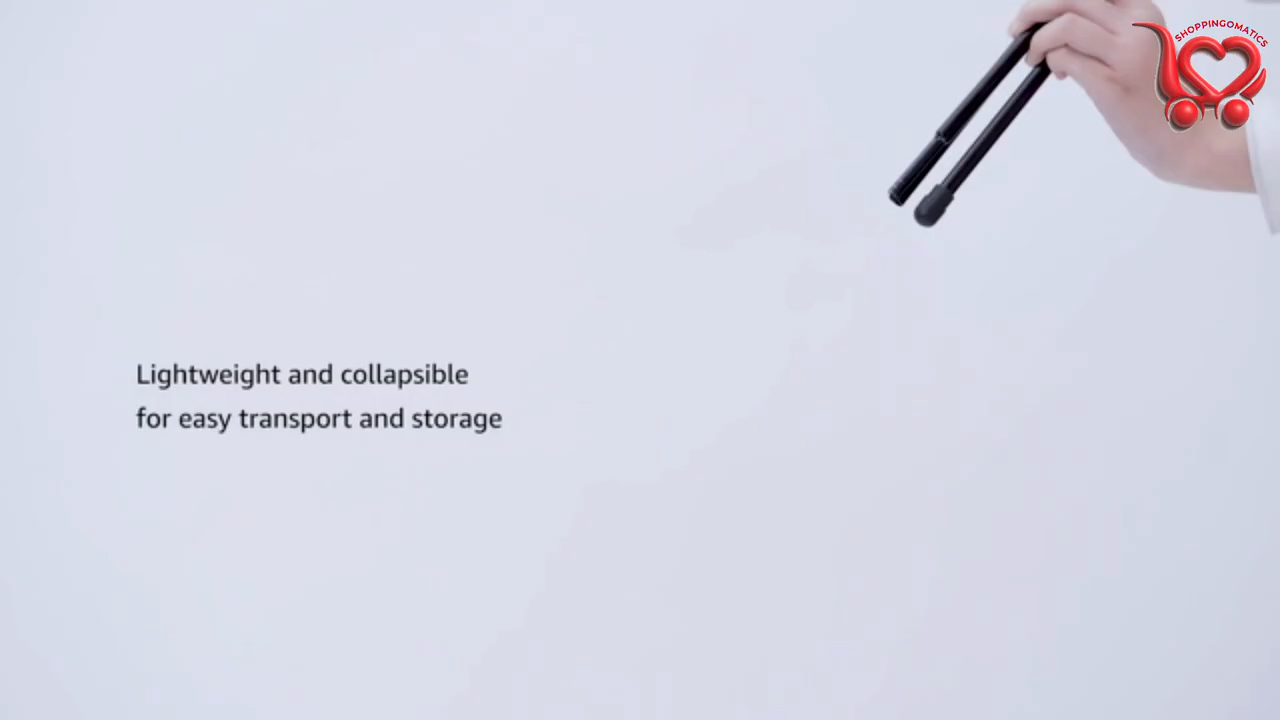 SHOPPINGOMATICS
Lightweight and collapsible
for easy transport and storage